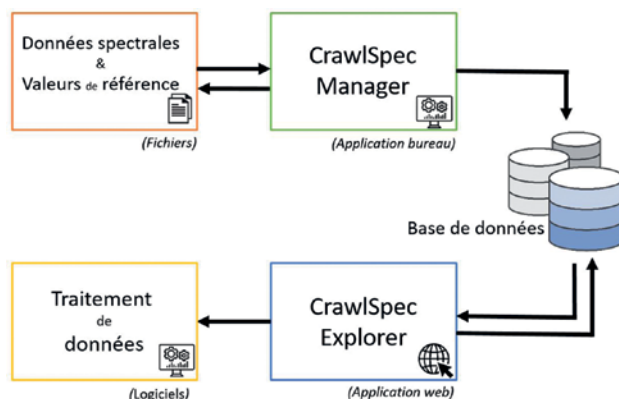 Données spectrales
&
Valeurs de référence
(Fichiers)
CrawlSpec
Manager
(Application bureau)
Base de données
Traitement
de
données
(Logiciels)
CrawlSpec
Explorer
(Application web)